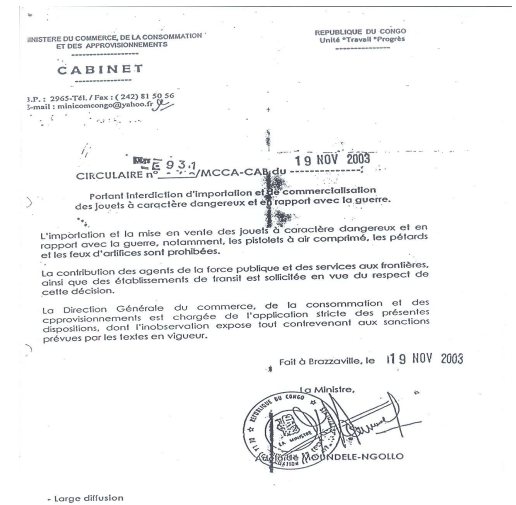 MINISTERE DU COMMERCE, DE LA CONSOMMATION
ET DES APPROVISIONNEMENTS
REPUBLIQUE DU CONGO
Unité *Travail *Progrès
CABINET
B.P. : 2965-Tél. / Fax : ( 242) 81 50 56
E-mail : minicomcongo@yahoo.fr
CIRCULAIRE n° 931 /MCCA-CAB du 19 NOV 2003
Portant Interdiction d'importation et de commercialisation
des jouets à caractère dangereux et en rapport avec la guerre.
L'importation et la mise en vente des jouets à caractère dangereux et en
rapport avec la guerre, notamment, les pistolets à air comprimé, les pétards
et les feux d'artifices sont prohibées.
La contribution des agents de la force publique et des services aux frontières,
ainsi que des établissements de transit est sollicitée en vue du respect de
cette décision.
La Direction Générale du commerce, de la consommation et des
approvisionnements est chargée de l'application stricte des présentes
dispositions, dont l'inobservation expose tout contrevenant aux sanctions
prévues par les textes en vigueur.
Fait à Brazzaville, le 19 NOV 2003
La Ministre,
REPUBLIQUE DU CONGO
LA MINISTRE
MOUNDELE-NGOLLO
- Large diffusion